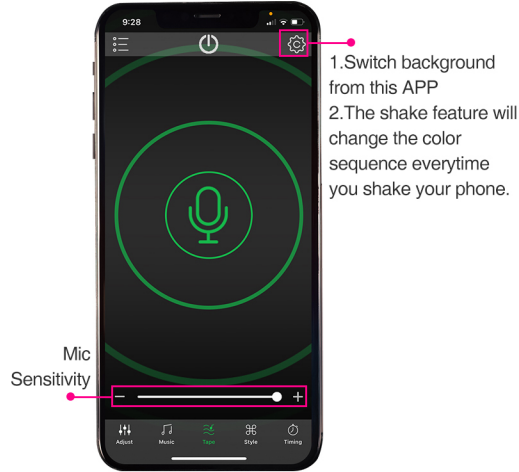 9:28
1.Switch background
from this APP
2.The shake feature will
change the color
sequence everytime
you shake your phone.
Mic
Sensitivity
Adjust Music Tape Style Timing